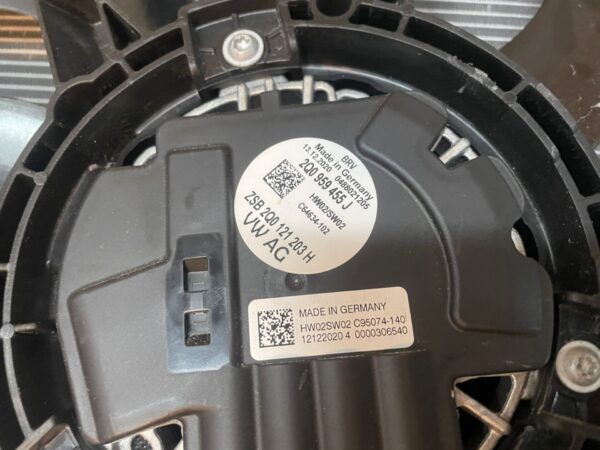 BRV
Made in Germany
13.12.2020 0488021205
2Q0 959 455 J
HW02/SW02
C64634-102
ZSB 2Q0 121 203 H
VW AG
MADE IN GERMANY
HW02SW02 C95074-140
12122020 4 0000306540